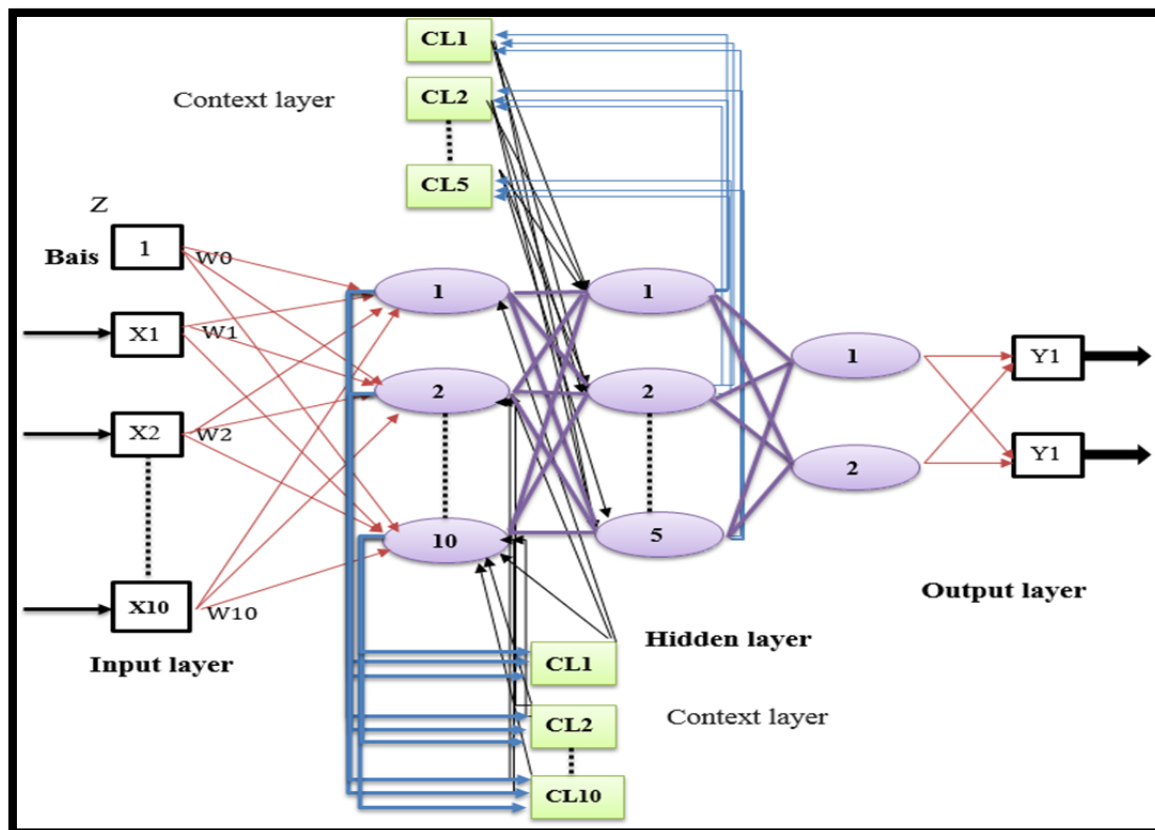 CL1
Context layer
CL2
CL5
Z
Bais
1
W0
X1
W1
X2
W2
X10
W10
Input layer
1
2
10
1
2
5
1
2
Y1
Y1
Output layer
Hidden layer
CL1
CL2
Context layer
CL10